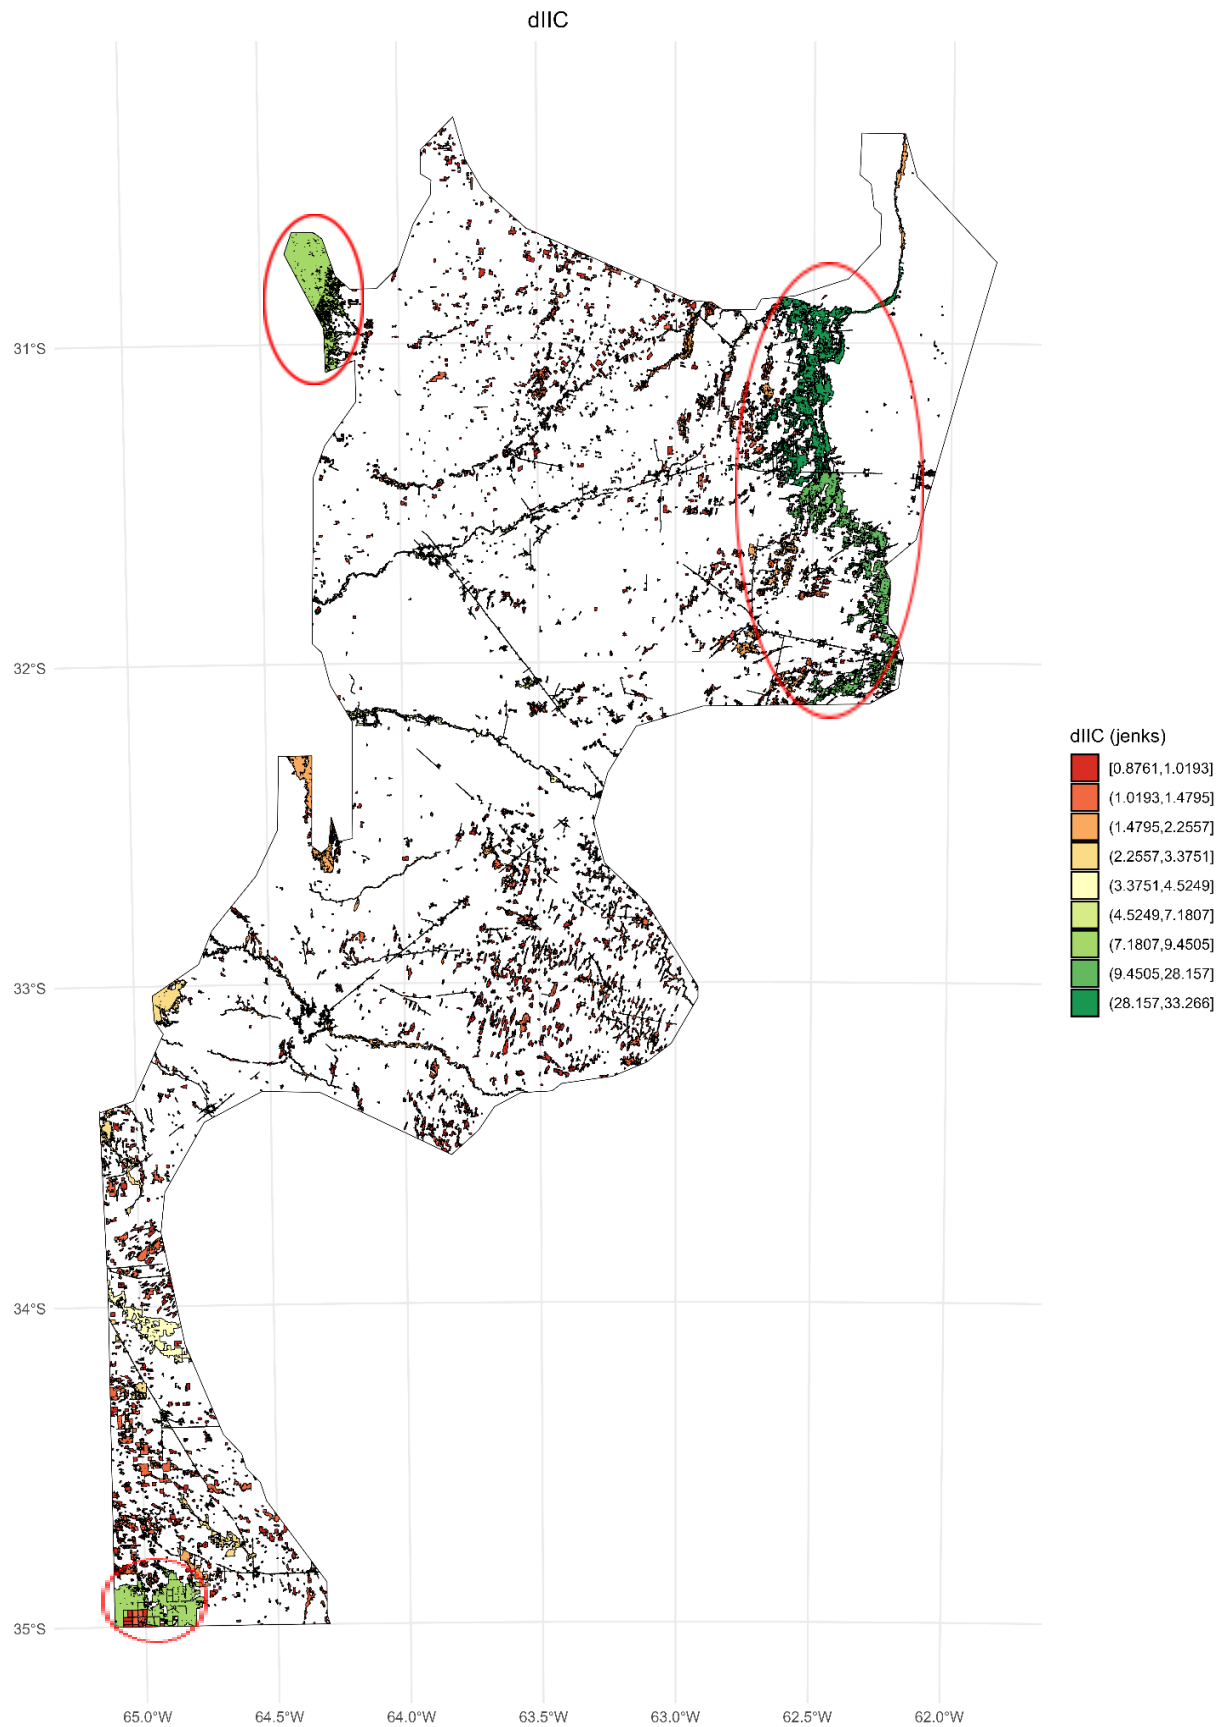 dIIC
31°S
32°S
33°S
34°S
35°S
65.0°W
64.5°W
64.0°W
63.5°W
63.0°W
62.5°W
62.0°W
dIIC (jenks)
[0.8761,1.0193]
(1.0193,1.4795]
(1.4795,2.2557]
(2.2557,3.3751]
(3.3751,4.5249]
(4.5249,7.1807]
(7.1807,9.4505]
(9.4505,28.157]
(28.157,33.266]